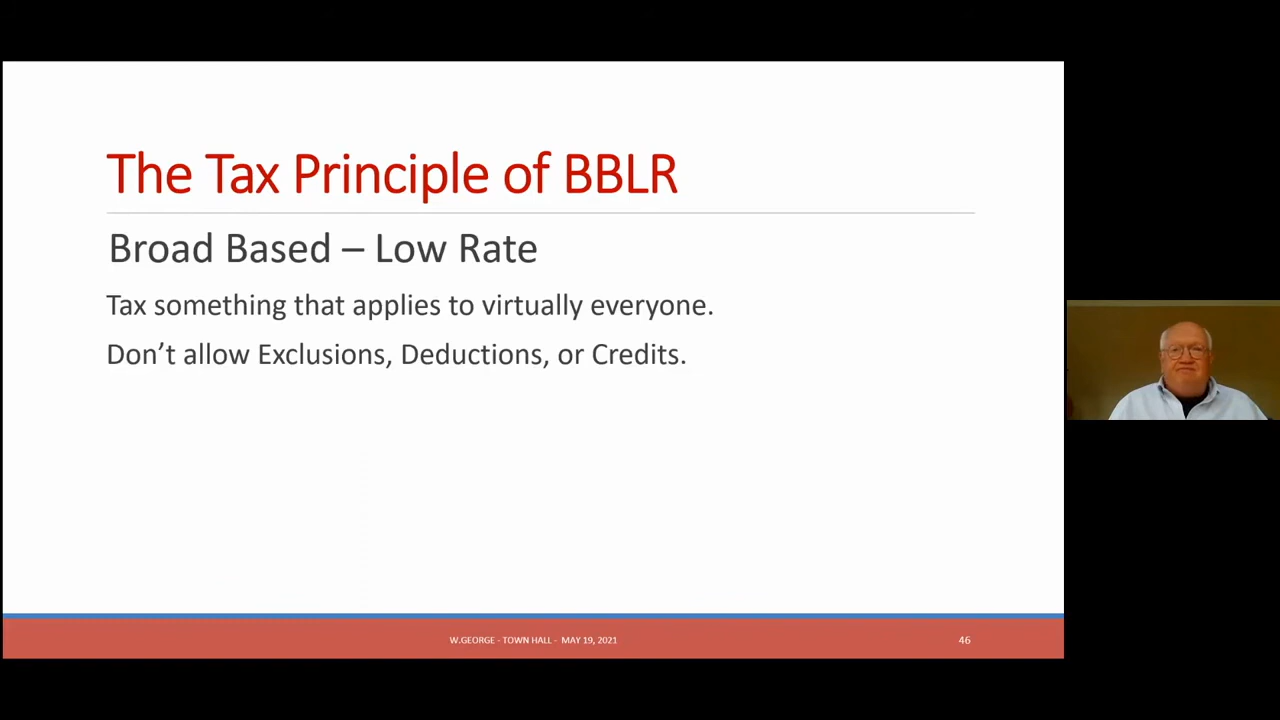 The Tax Principle of BBLR
Broad Based – Low Rate
Tax something that applies to virtually everyone.
Don’t allow Exclusions, Deductions, or Credits.
W.GEORGE - TOWN HALL - MAY 19, 2021
46